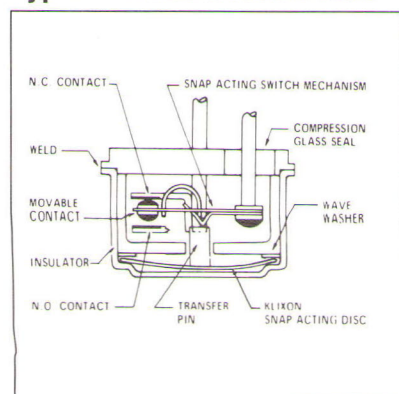 N.C. CONTACT
SNAP ACTING SWITCH MECHANISM
COMPRESSION
GLASS SEAL
WELD
MOVABLE
CONTACT
WAVE
WASHER
INSULATOR
N.O. CONTACT
TRANSFER
PIN
KLIXON
SNAP ACTING DISC